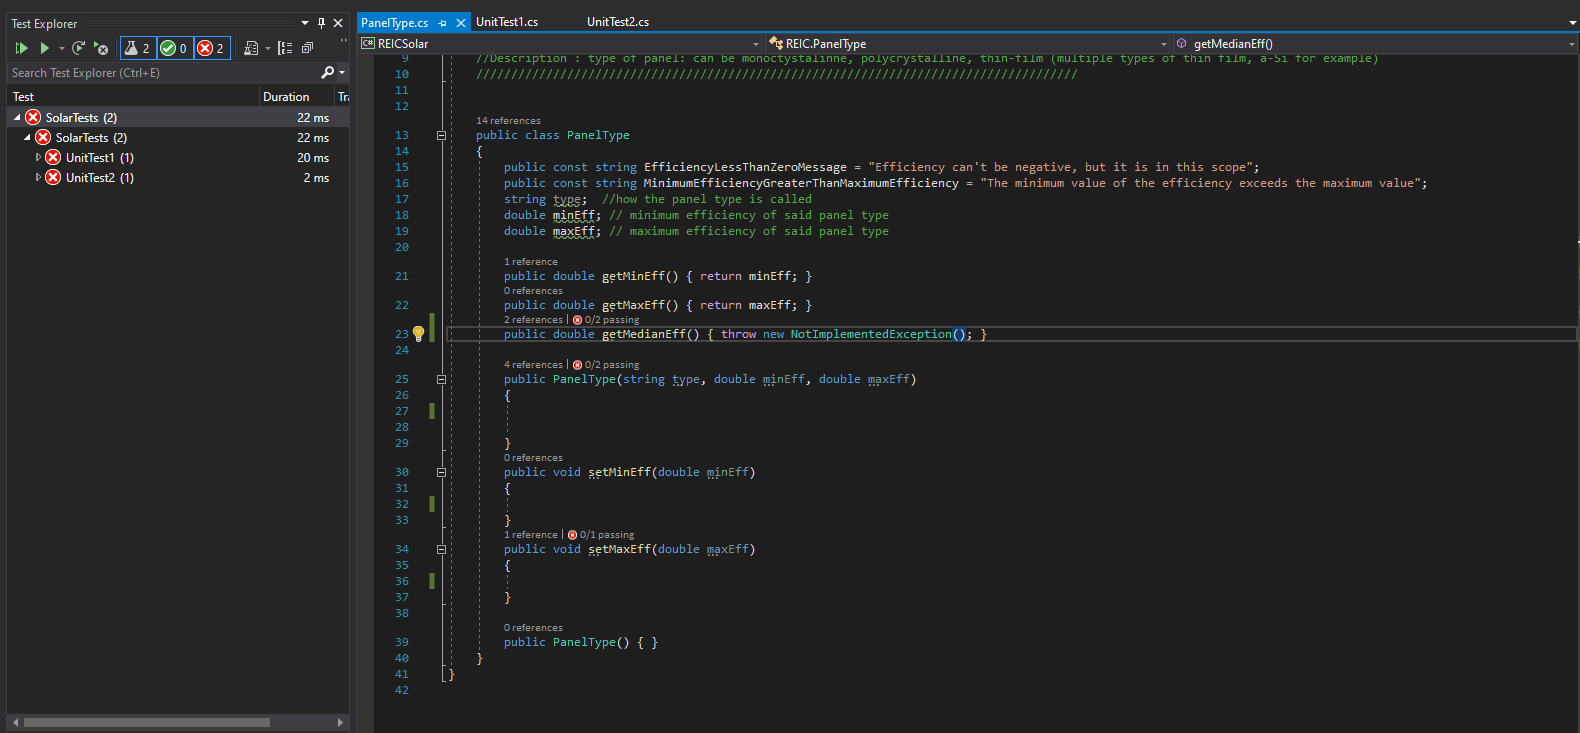 Test Explorer
2 0 2
Search Test Explorer (Ctrl+E)
Test Duration Tr
SolarTests (2) 22 ms
SolarTests (2) 22 ms
UnitTest1 (1) 20 ms
UnitTest2 (1) 2 ms
PanelType.cs UnitTest1.cs UnitTest2.cs
C# REICSolar REIC.PanelType getMedianEff()
9 //Description : type of panel: can be monoctystalinne, polycrystalline, thin-film (multiple types of thin film, a-Si for example)
10 //////////////////////////////////////////////////////////////////////////////////////
11
12
14 references
13 public class PanelType
14 {
15 public const string EfficiencyLessThanZeroMessage = "Efficiency can't be negative, but it is in this scope";
16 public const string MinimumEfficiencyGreaterThanMaximumEfficiency = "The minimum value of the efficiency exceeds the maximum value";
17 string type; //how the panel type is called
18 double minEff; // minimum efficiency of said panel type
19 double maxEff; // maximum efficiency of said panel type
20
1 reference
21 public double getMinEff() { return minEff; }
0 references
22 public double getMaxEff() { return maxEff; }
2 references | 0/2 passing
23 public double getMedianEff() { throw new NotImplementedException(); }
24
4 references | 0/2 passing
25 public PanelType(string type, double minEff, double maxEff)
26 {
27
28
29 }
0 references
30 public void setMinEff(double minEff)
31 {
32
33 }
1 reference | 0/1 passing
34 public void setMaxEff(double maxEff)
35 {
36
37 }
38
0 references
39 public PanelType() { }
40 }
41 }
42